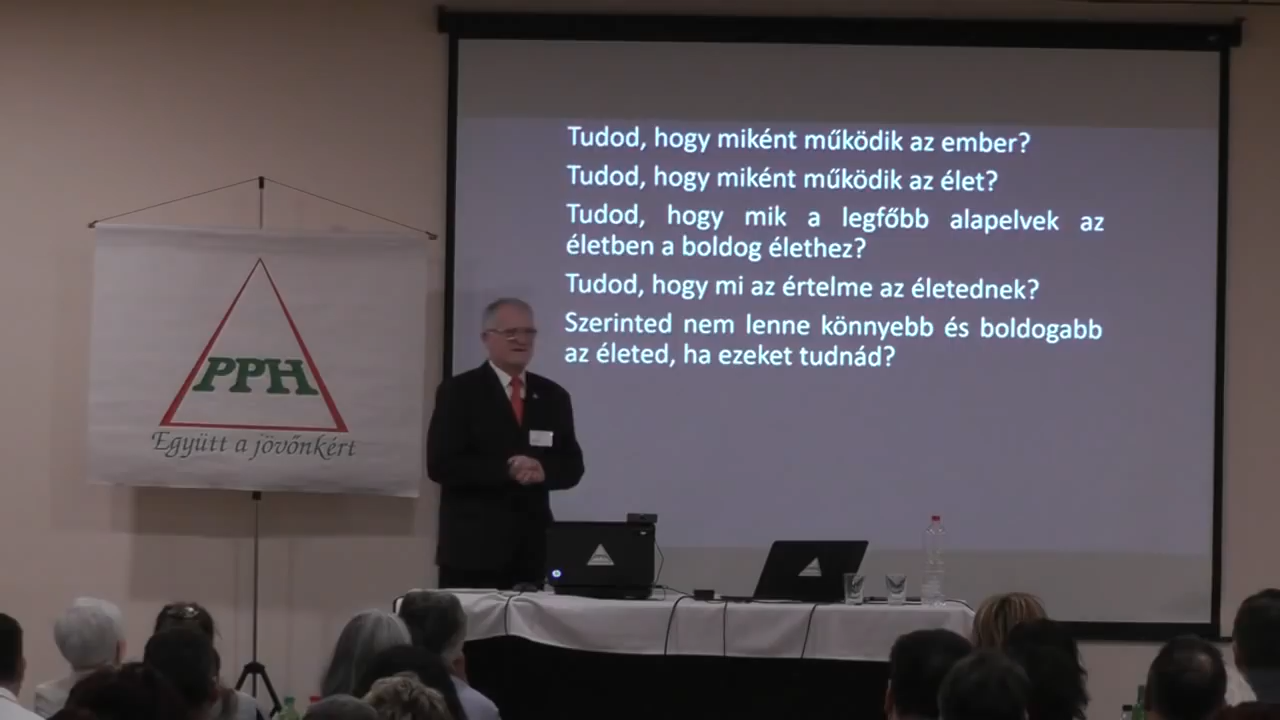 Tudod, hogy miként működik az ember?
Tudod, hogy miként működik az élet?
Tudod, hogy mik a legfőbb alapelvek az
életben a boldog élethez?
Tudod, hogy mi az értelme az életednek?
Szerinted nem lenne könnyebb és boldogabb
az életed, ha ezeket tudnád?
PPH
Együtt a jövőnkért
PPH